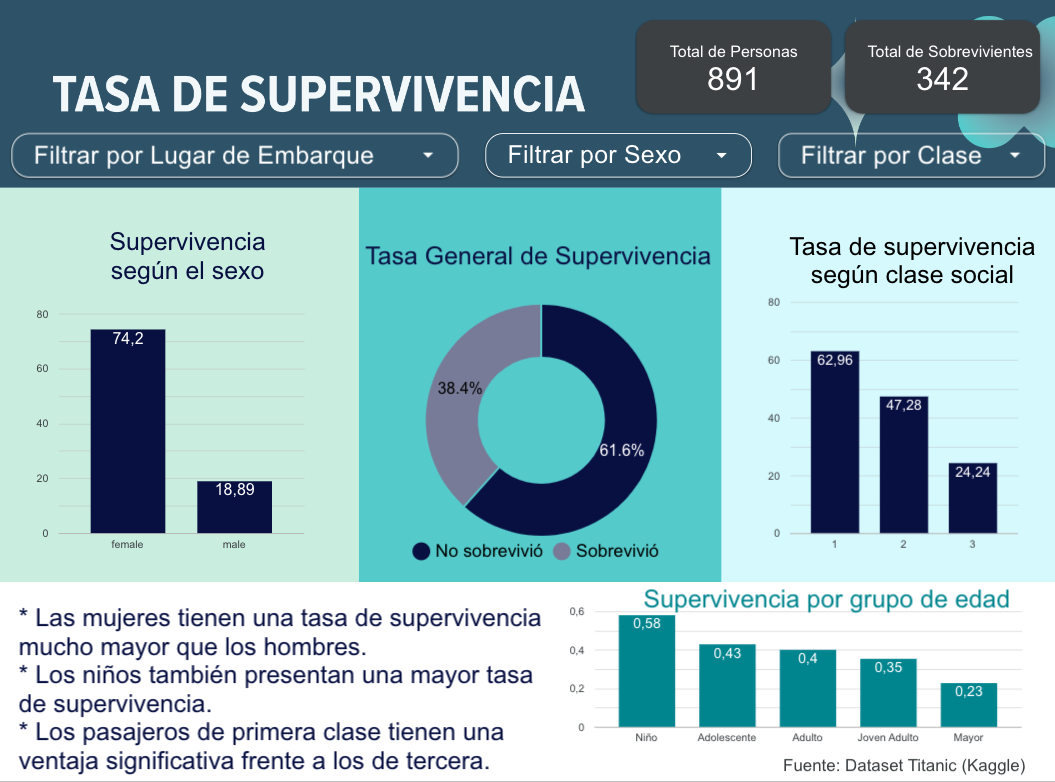 TASA DE SUPERVIVENCIA
Total de Personas
891
Total de Sobrevivientes
342
Filtrar por Lugar de Embarque
Filtrar por Sexo
Filtrar por Clase
Supervivencia
según el sexo
80
60
40
20
0
74,2
18,89
female
male
Tasa General de Supervivencia
38.4%
61.6%
No sobrevivió
Sobrevivió
Tasa de supervivencia
según clase social
80
60
40
20
0
62,96
47,28
24,24
1
2
3
* Las mujeres tienen una tasa de supervivencia
mucho mayor que los hombres.
* Los niños también presentan una mayor tasa
de supervivencia.
* Los pasajeros de primera clase tienen una
ventaja significativa frente a los de tercera.
Supervivencia por grupo de edad
0,6
0,4
0,2
0
0,58
0,43
0,4
0,35
0,23
Niño
Adolescente
Adulto
Joven Adulto
Mayor
Fuente: Dataset Titanic (Kaggle)